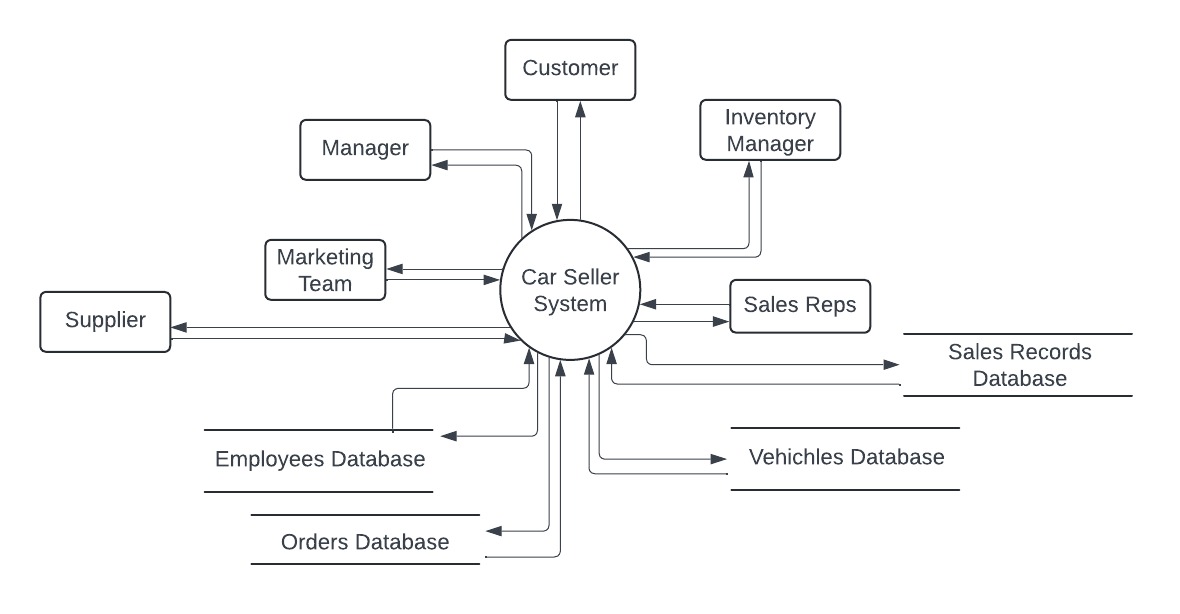 Customer
Inventory
Manager
Manager
Marketing
Team
Car Seller
System
Supplier
Sales Reps
Sales Records
Database
Employees Database
Vehichles Database
Orders Database